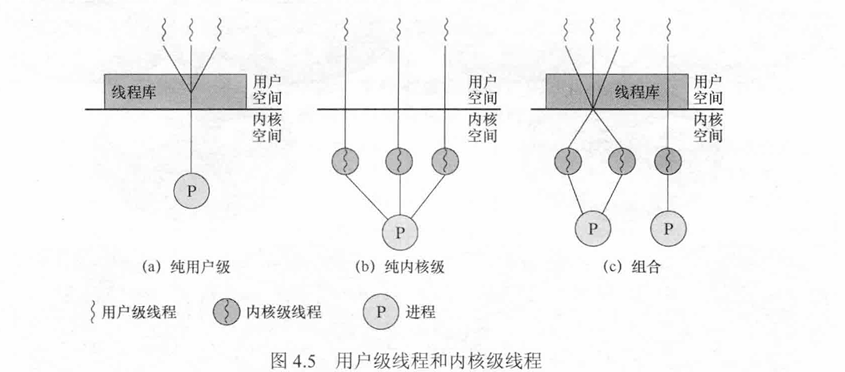 线程库
用户
空间
内核
空间
P
(a) 纯用户级
用户
空间
内核
空间
P
(b) 纯内核级
线程库
用户
空间
内核
空间
P
P
(c) 组合
用户级线程
内核级线程
P
进程
图 4.5 用户级线程和内核级线程